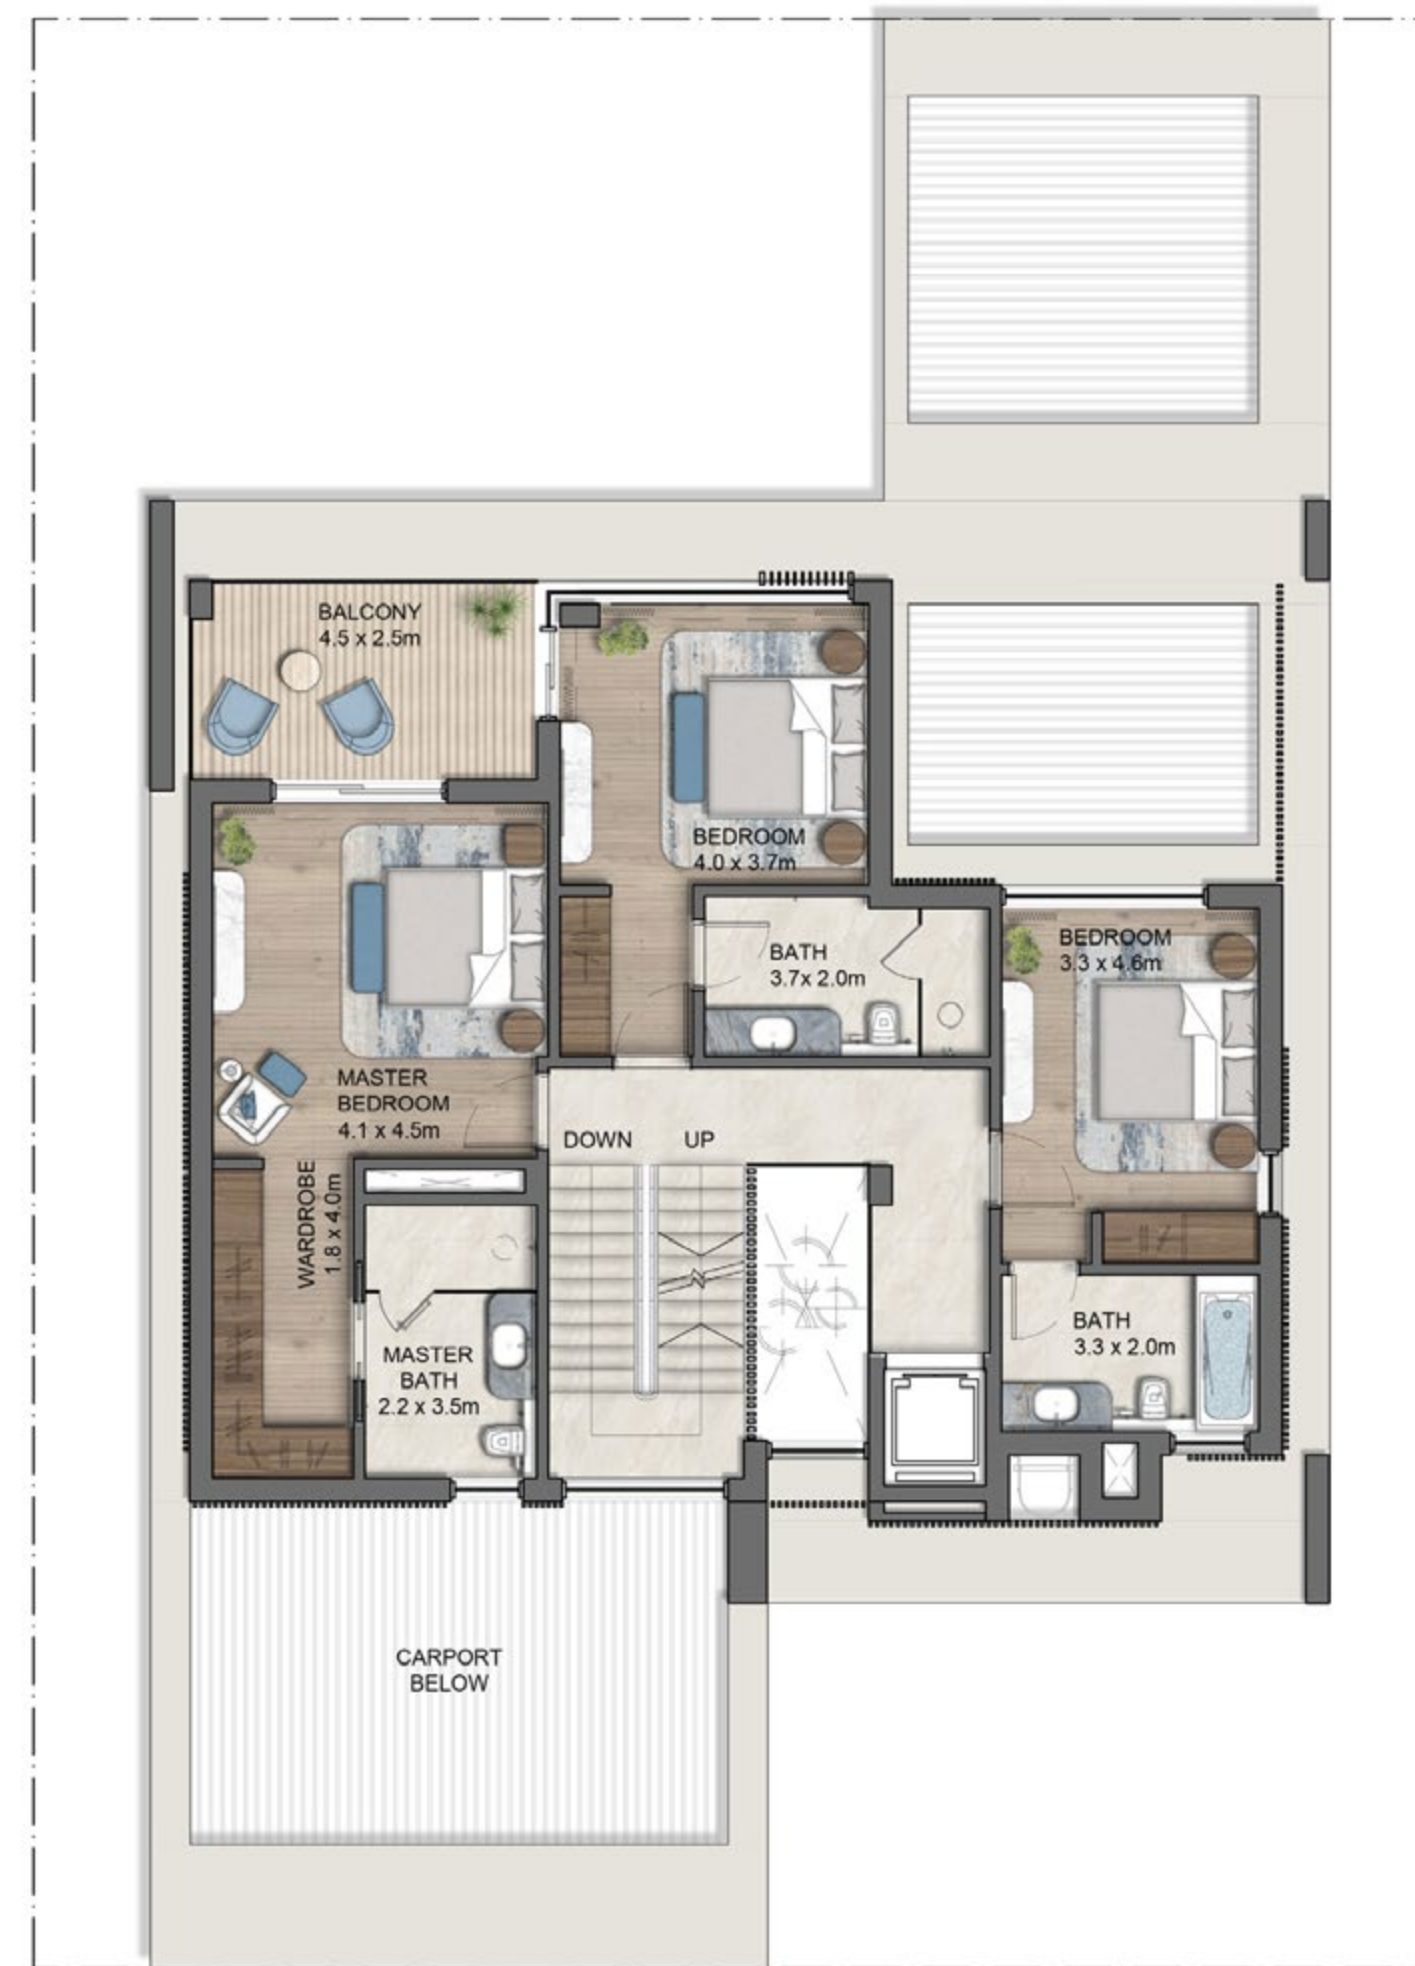 BALCONY
4.5 x 2.5m
BEDROOM
4.0 x 3.7m
BATH
3.7x 2.0m
BEDROOM
3.3 x 4.6m
MASTER
BEDROOM
4.1 x 4.5m
DOWN
UP
WARDROBE
1.8 x 4.0m
MASTER
BATH
2.2 x 3.5m
BATH
3.3 x 2.0m
CARPORT
BELOW